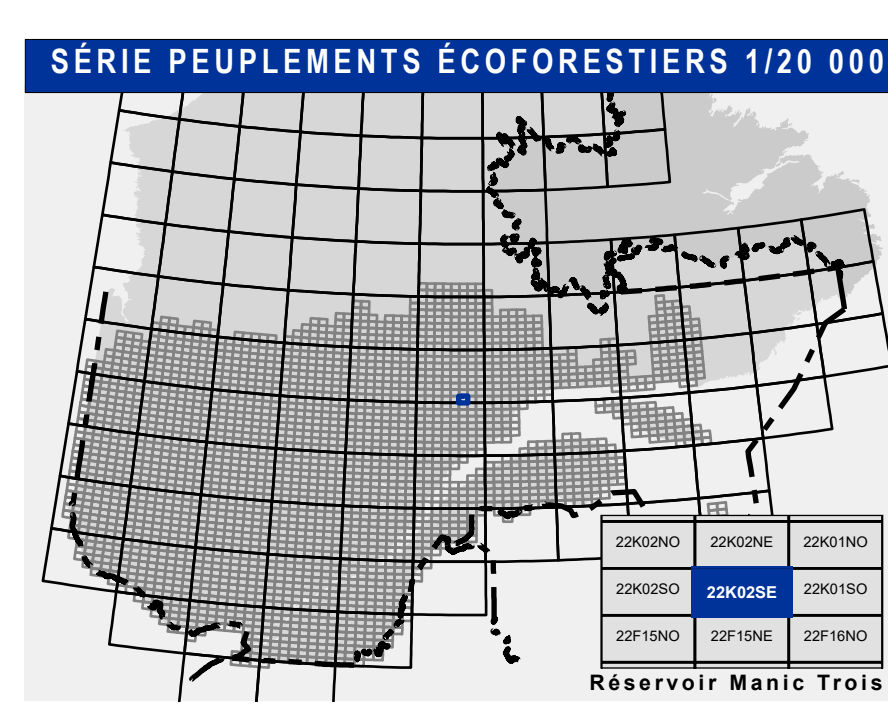 SÉRIE PEUPLEMENTS ÉCOFORESTIERS 1/20 000
22K02NO 22K02NE 22K01NO
22K02SO 22K02SE 22K01SO
22F15NO 22F15NE 22F16NO
Réservoir Manic Trois